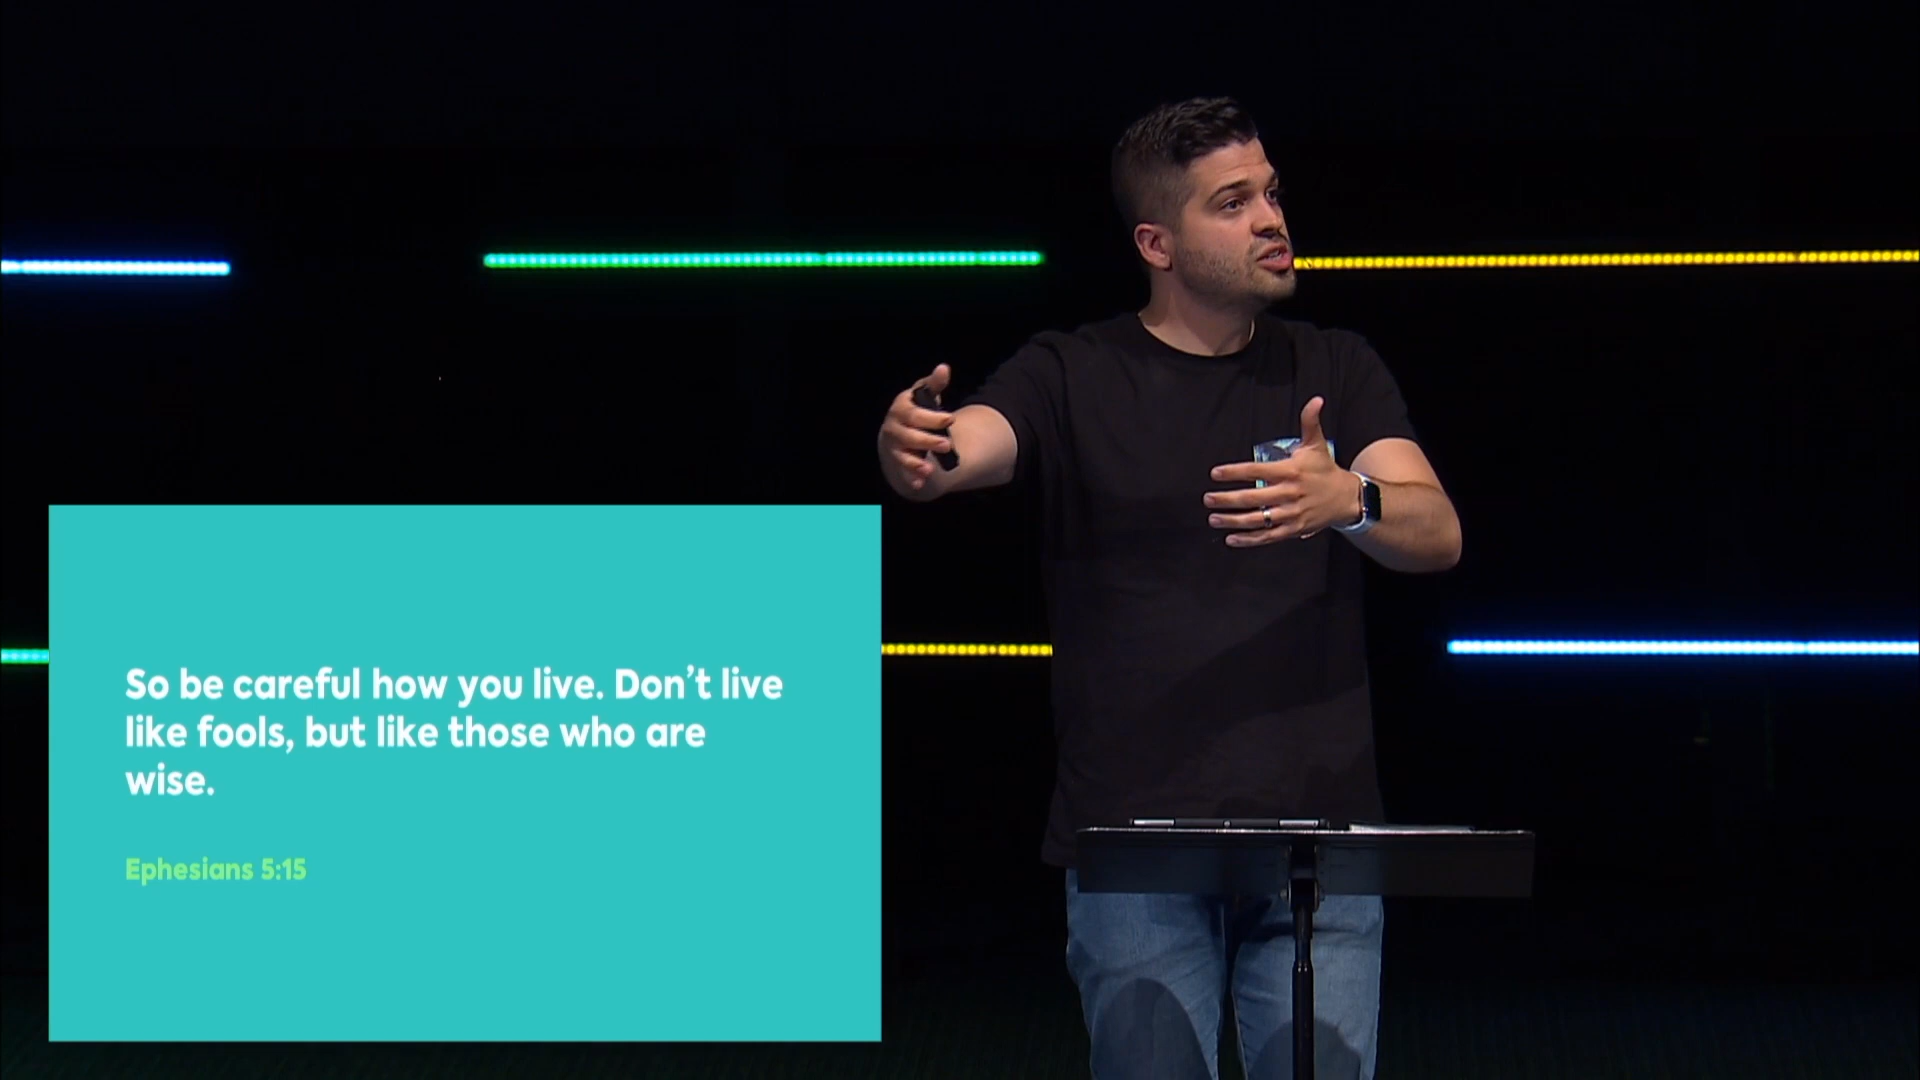 So be careful how you live. Don’t live
like fools, but like those who are
wise.
Ephesians 5:15